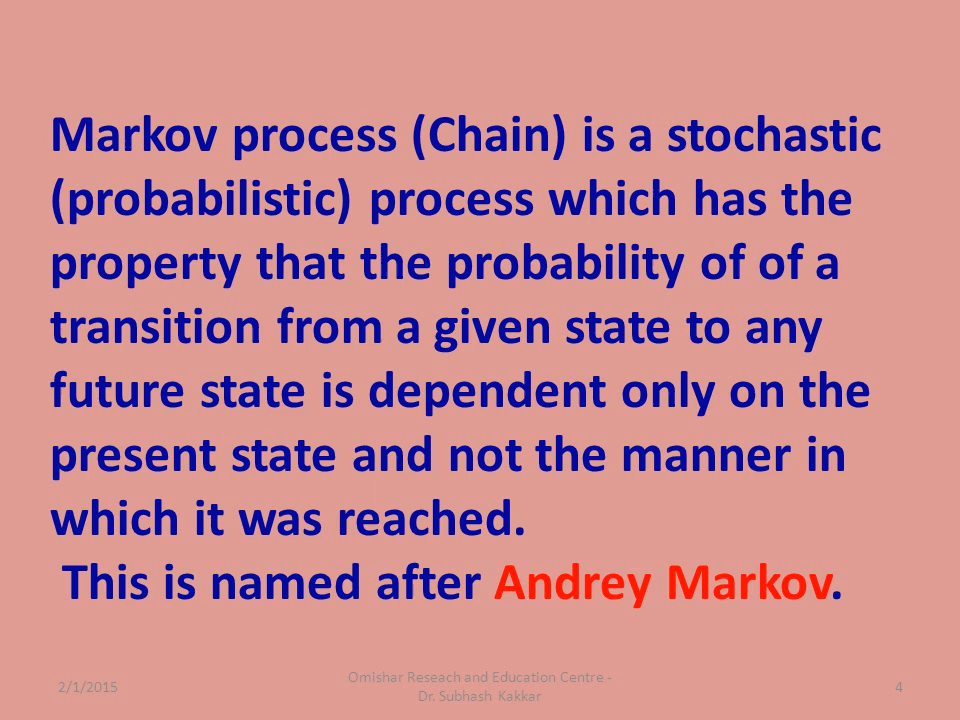 Markov process (Chain) is a stochastic
(probabilistic) process which has the
property that the probability of of a
transition from a given state to any
future state is dependent only on the
present state and not the manner in
which it was reached.
This is named after Andrey Markov.
2/1/2015
Omishar Reseach and Education Centre -
Dr. Subhash Kakkar
4